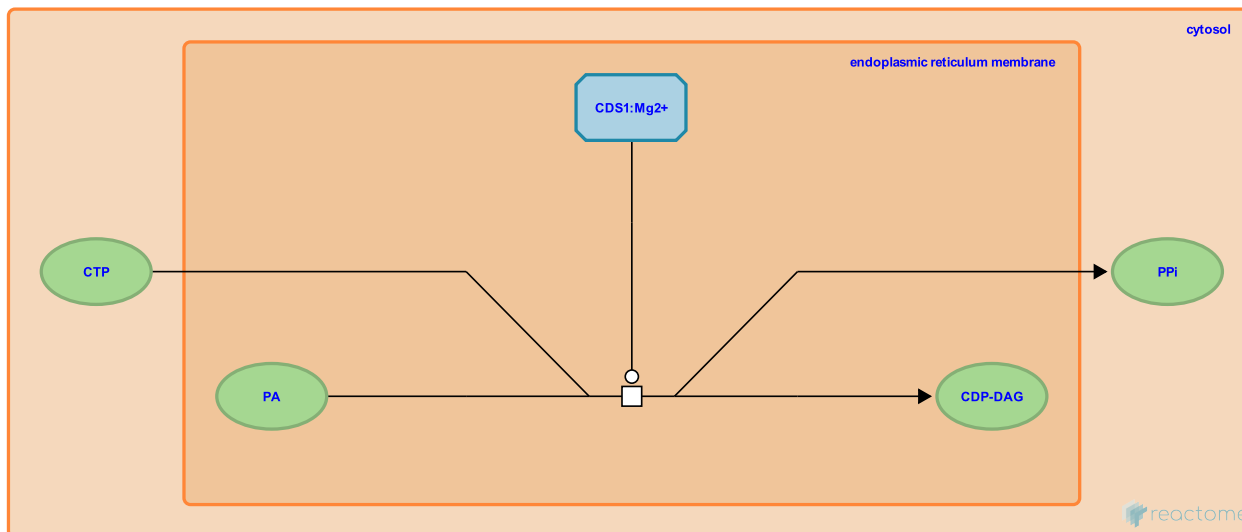 cytosol
endoplasmic reticulum membrane
CDS1:Mg2+
CTP
PPi
PA
CDP-DAG
reactome